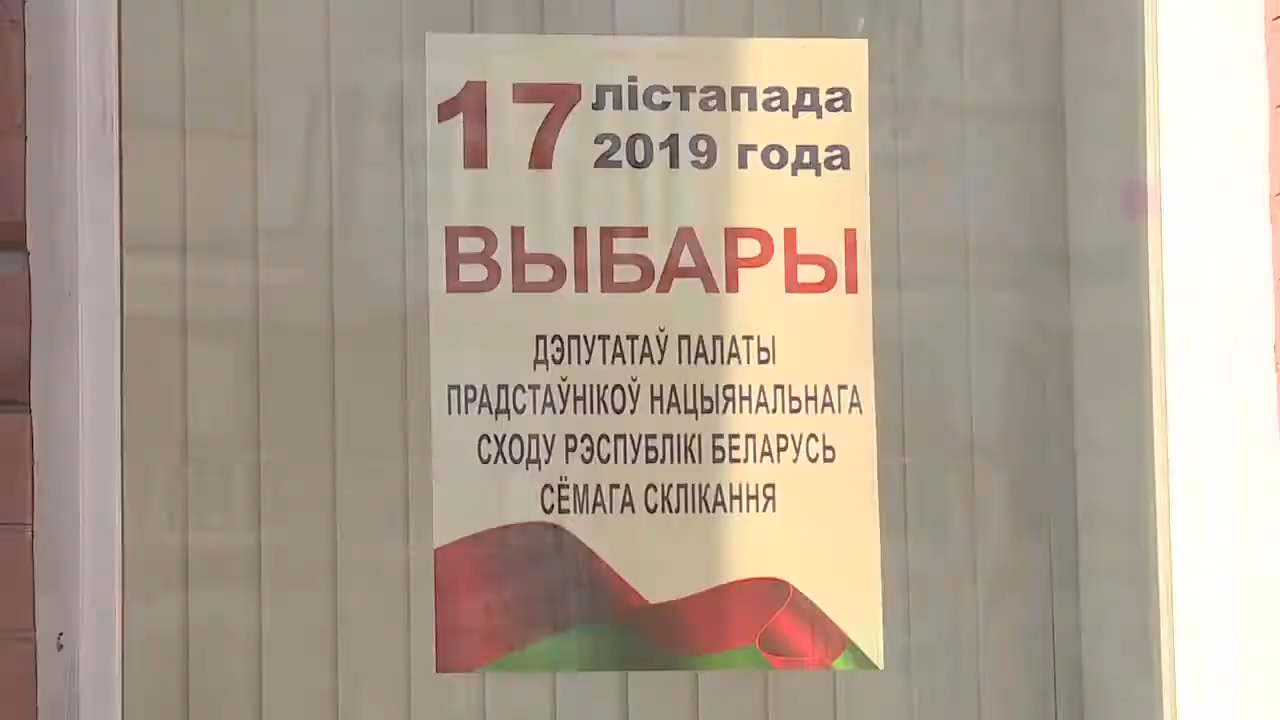 17 лістапада
2019 года
ВЫБАРЫ
ДЭПУТАТАЎ ПАЛАТЫ
ПРАДСТАЎНІКОЎ НАЦЫЯНАЛЬНАГА
СХОДУ РЭСПУБЛІКІ БЕЛАРУСЬ
СЁМАГА СКЛІКАННЯ